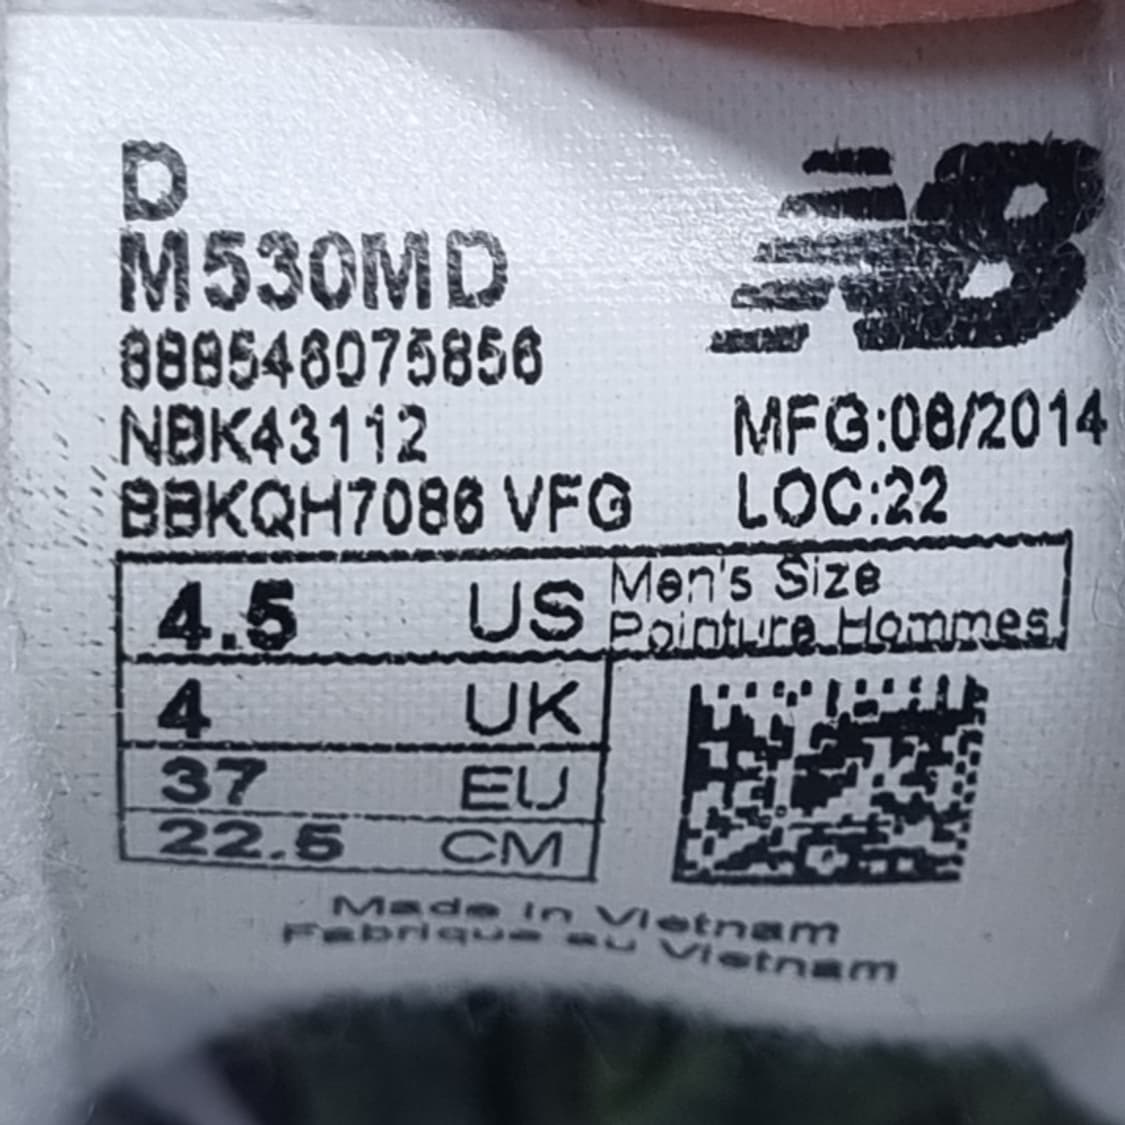 D
M530MD
888546075856
NBK43112
MFG:08/2014
BBKQH7086 VFG
LOC:22
4.5 US Men's Size
Pointure Hommes
4 UK
37 EU
22.5 CM
Made in Vietnam
Fabrique au Vietnam